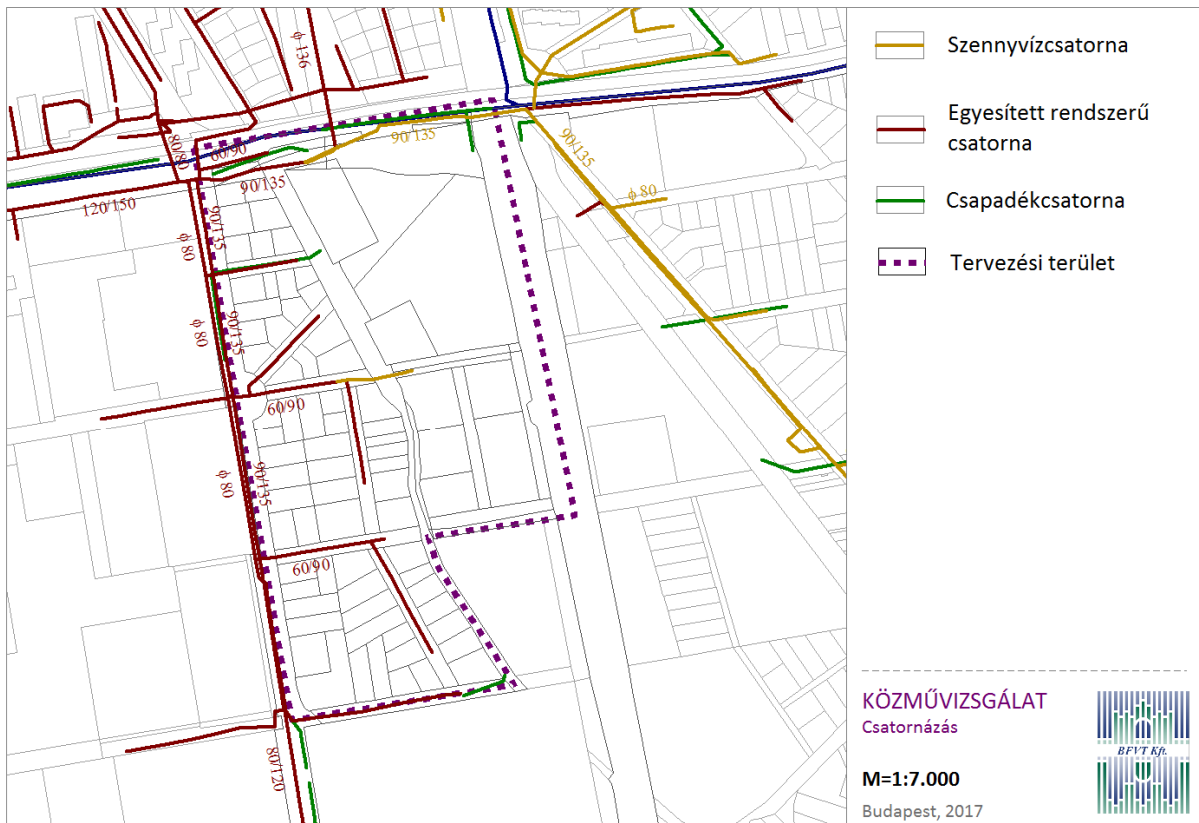 Szennyvízcsatorna
Egyesített rendszerű
csatorna
Csapadékcsatorna
Tervezési terület
ϕ 136
80/80
60/90
90/135
90/135
90/135
ϕ 80
120/150
90/135
ϕ 80
90/135
ϕ 80
60/90
90/135
ϕ 80
60/90
80/120
KÖZMŰVIZSGÁLAT
Csatornázás
BFVT Kft.
M=1:7.000
Budapest, 2017